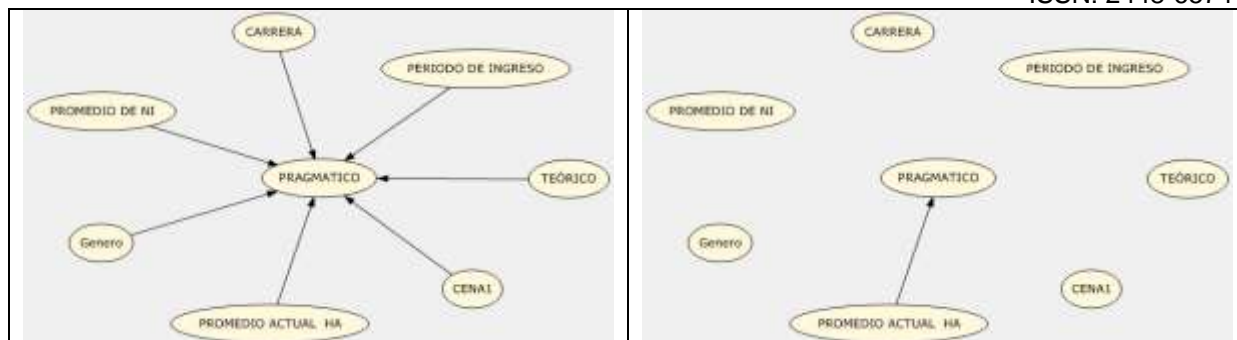 CARRERA
PERIODO DE INGRESO
PROMEDIO DE NI
PRAGMATICO
TEÓRICO
Genero
CENAI
PROMEDIO ACTUAL HA
CARRERA
PERIODO DE INGRESO
PROMEDIO DE NI
PRAGMATICO
TEÓRICO
Genero
CENAI
PROMEDIO ACTUAL HA